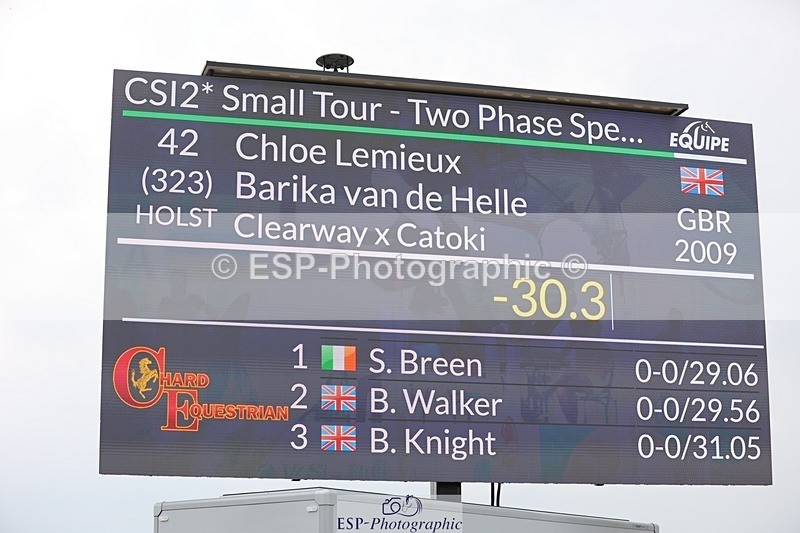 CSI2* Small Tour - Two Phase Spe...
EQUIPE
42 Chloe Lemieux
(323) Barika van de Helle
HOLST Clearway x Catoki
GBR
2009
© ESP-Photographic ©
-30.3
CHARD
EQUESTRIAN
1 S. Breen 0-0/29.06
2 B. Walker 0-0/29.56
3 B. Knight 0-0/31.05
ESP-Photographic